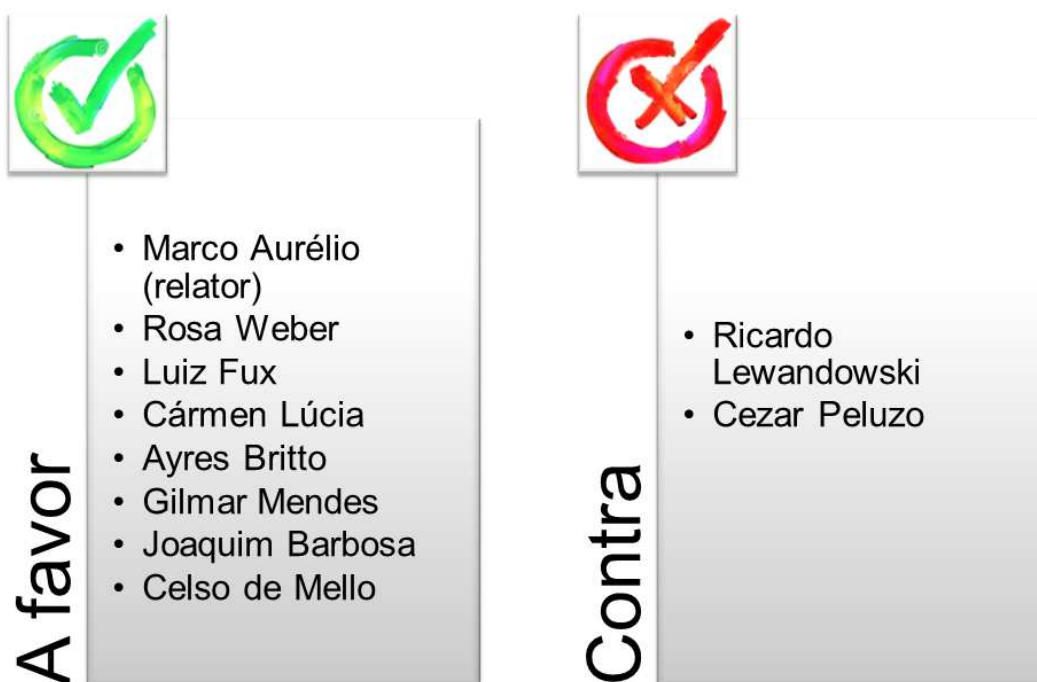 A favor
• Marco Aurélio
(relator)
• Rosa Weber
• Luiz Fux
• Cármen Lúcia
• Ayres Britto
• Gilmar Mendes
• Joaquim Barbosa
• Celso de Mello
Contra
• Ricardo
Lewandowski
• Cezar Peluzo